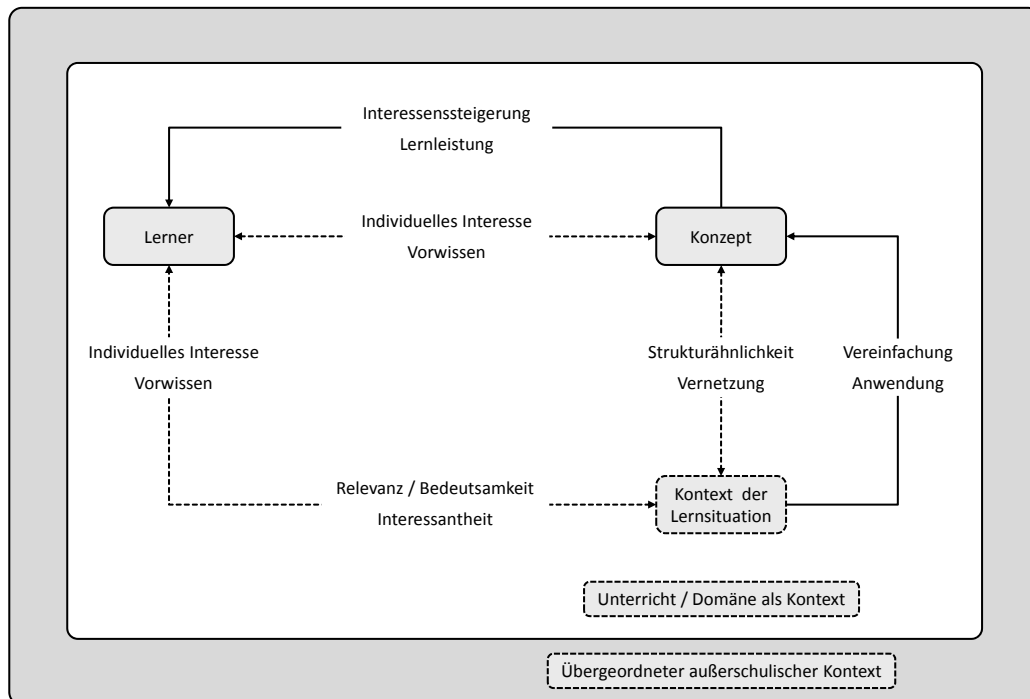 Interessenssteigerung
Lernleistung
Lerner
Individuelles Interesse
Vorwissen
Konzept
Individuelles Interesse
Vorwissen
Strukturähnlichkeit
Vernetzung
Vereinfachung
Anwendung
Relevanz / Bedeutsamkeit
Interessantheit
Kontext der
Lernsituation
Unterricht / Domäne als Kontext
Übergeordneter außerschulischer Kontext